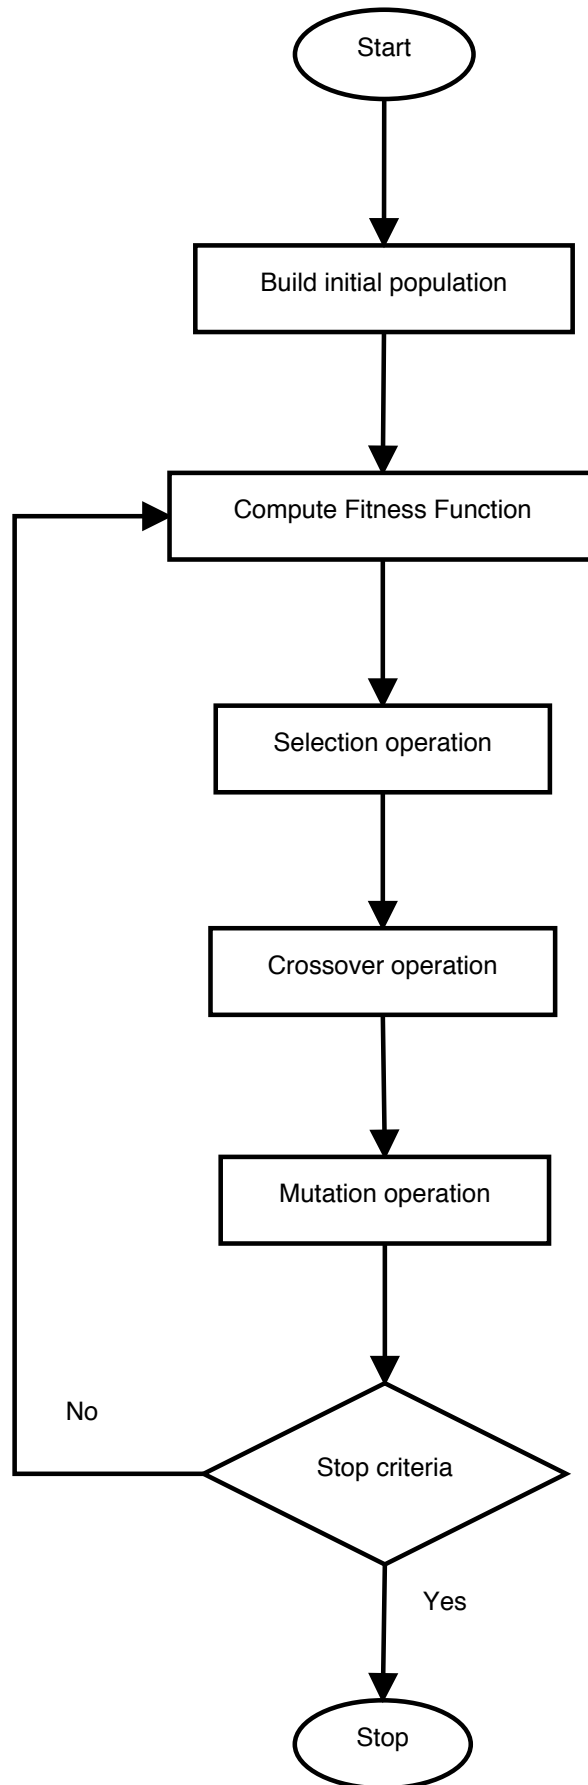 Start
Build initial population
Compute Fitness Function
Selection operation
Crossover operation
Mutation operation
No
Stop criteria
Yes
Stop